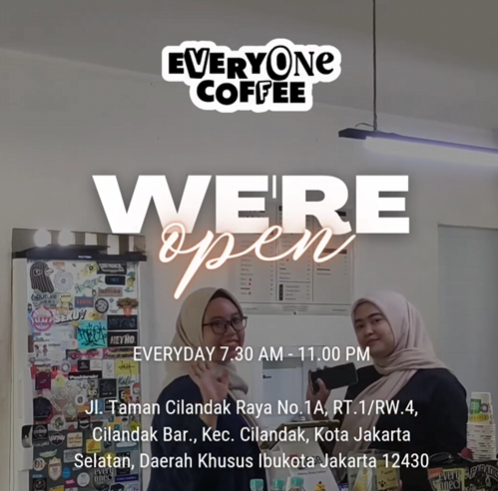 EVERYONE
COFFEE
WE'RE
open
EVERYDAY 7.30 AM - 11.00 PM
Jl. Taman Cilandak Raya No.1A, RT.1/RW.4,
Cilandak Bar., Kec. Cilandak, Kota Jakarta
Selatan, Daerah Khusus Ibukota Jakarta 12430